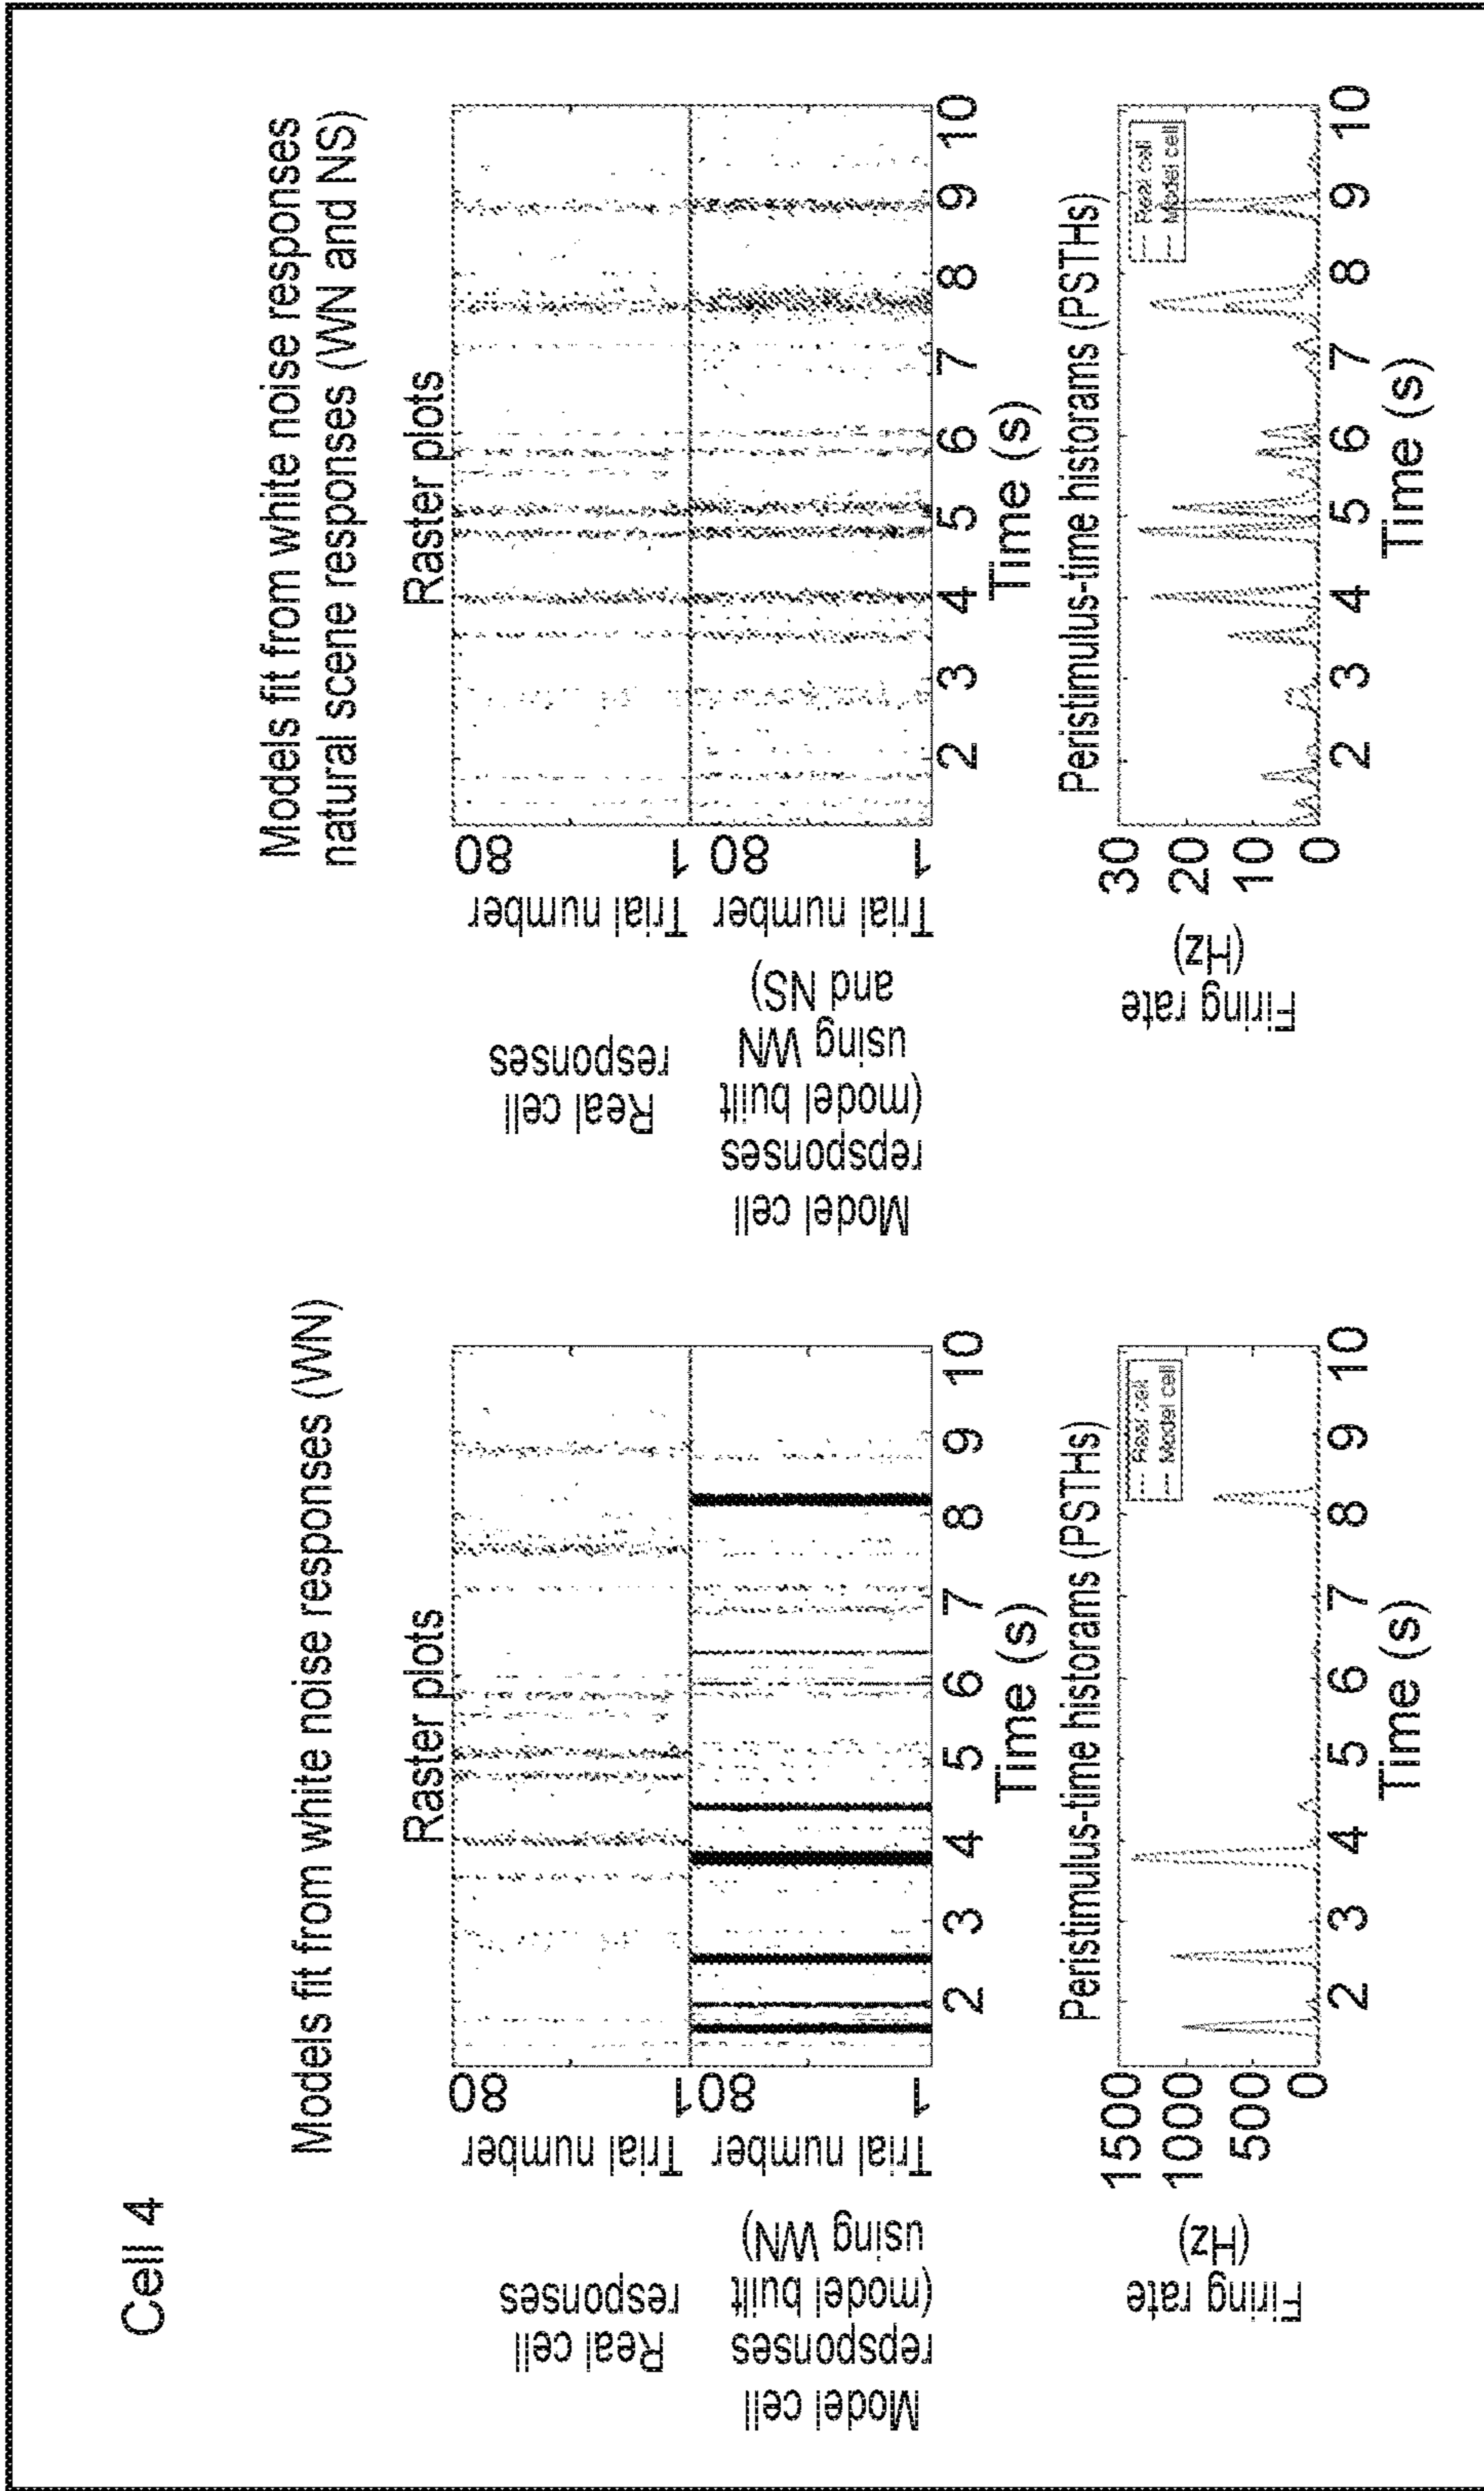 Cell 4
Models fit from white noise responses (WN)
Raster plots
Real cell
responses
Trial number
80
1
Model cell
repsponses
(model built
using WN)
Trial number
80
1
2 3 4 5 6 7 8 9 10
Time (s)
Peristimulus-time historams (PSTHs)
Firing rate
(Hz)
1500
1000
500
0
Real cell
Model cell
2 3 4 5 6 7 8 9 10
Time (s)
Models fit from white noise responses
natural scene responses (WN and NS)
Raster plots
Real cell
responses
Trial number
80
1
Model cell
repsponses
(model built
using WN
and NS)
Trial number
80
1
2 3 4 5 6 7 8 9 10
Time (s)
Peristimulus-time historams (PSTHs)
Firing rate
(Hz)
30
20
10
0
Real cell
Model cell
2 3 4 5 6 7 8 9 10
Time (s)